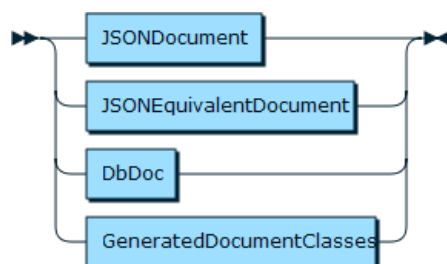 JSONDocument
JSONEquivalentDocument
DbDoc
GeneratedDocumentClasses